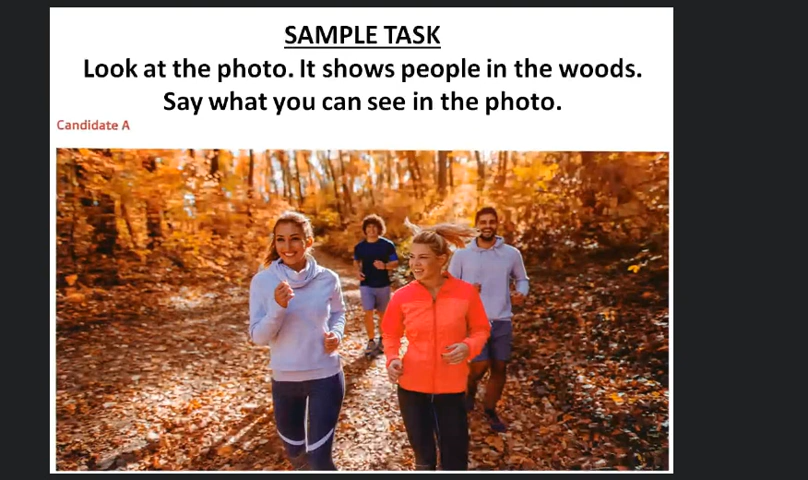 SAMPLE TASK
Look at the photo. It shows people in the woods.
Say what you can see in the photo.
Candidate A